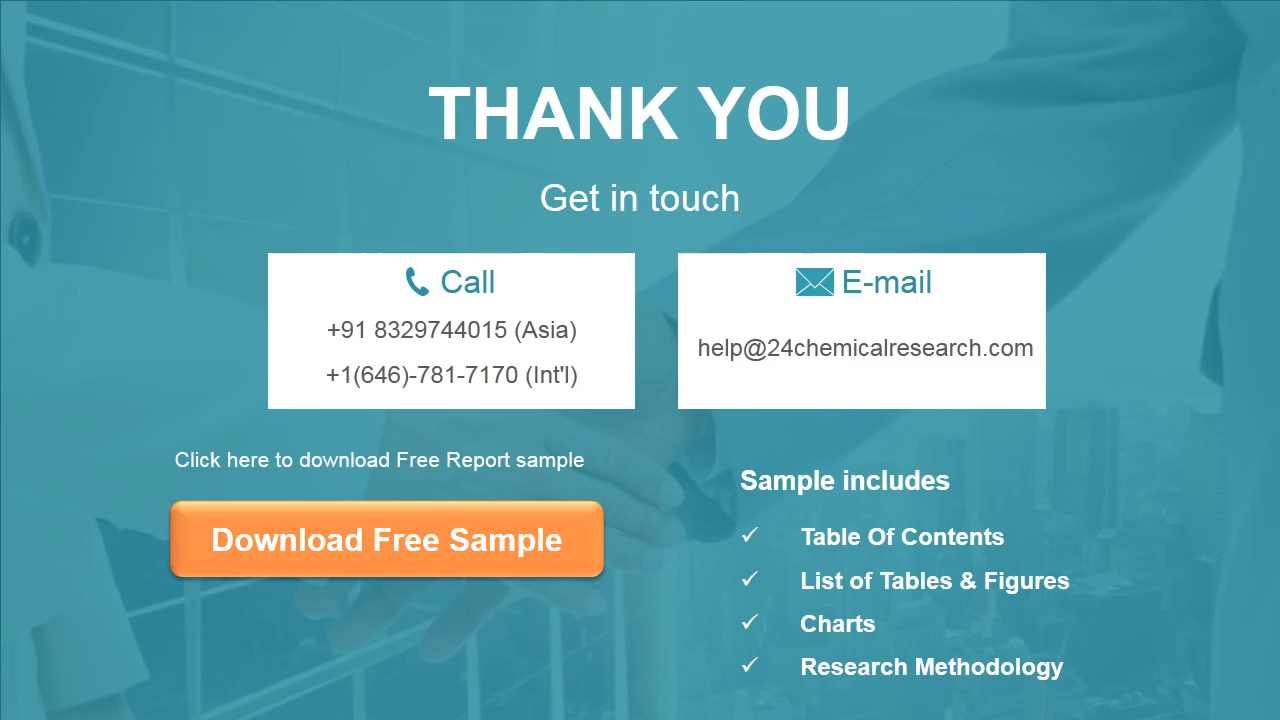 THANK YOU
Get in touch
Call
+91 8329744015 (Asia)
+1(646)-781-7170 (Int'l)
E-mail
help@24chemicalresearch.com
Click here to download Free Report sample
Download Free Sample
Sample includes
✓ Table Of Contents
✓ List of Tables & Figures
✓ Charts
✓ Research Methodology